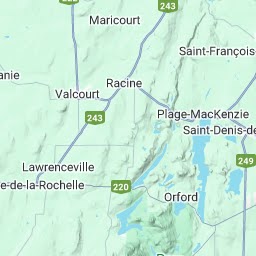 Maricourt
243
Saint-François
anie
Racine
Valcourt
243
Plage-MacKenzie
Saint-Denis-de
Lawrenceville
249
e-de-la-Rochelle
220
Orford